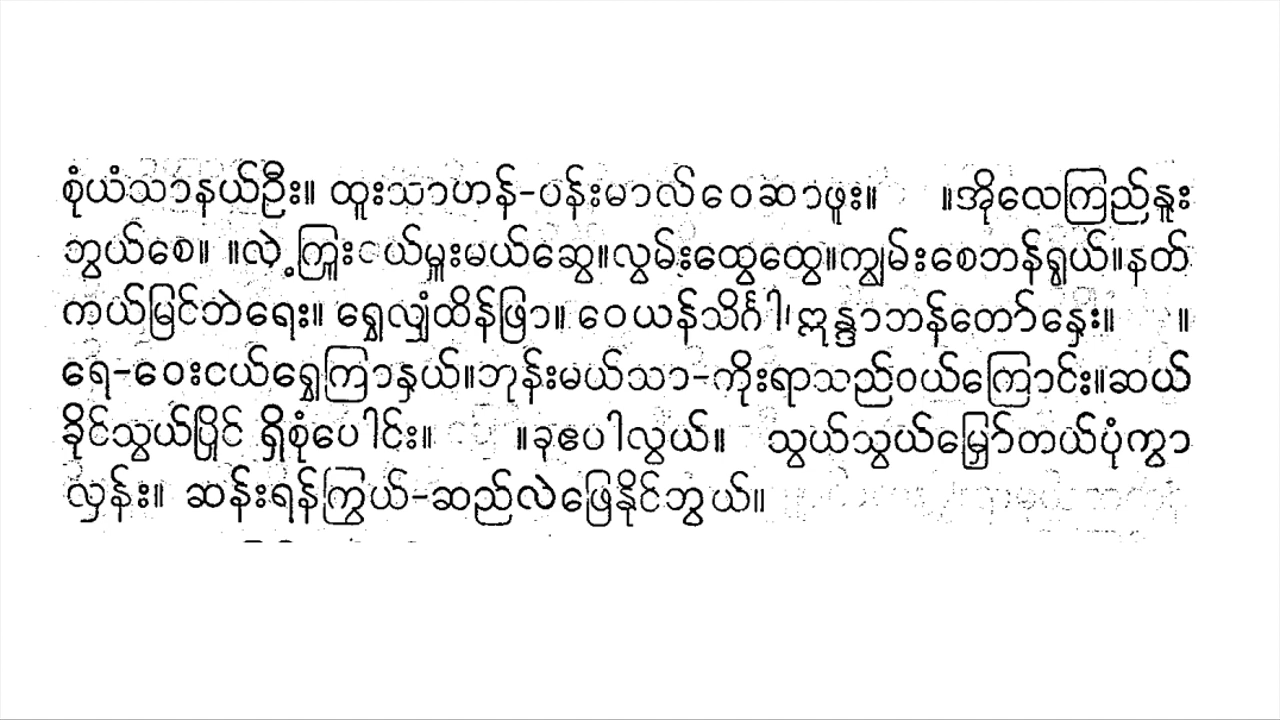 စုံယံသာနယ်ဦး။ ထူးသာဟန်-ပန်းမာလ်ဝေဆာဖူး။ ။အိုလေကြည်နူး
ဘွယ်စေ။ ။လဲ့ကြူးငယ်မှူးမယ်ဆွေ။လွမ်းထွေထွေ။ကျွမ်းစေဘန်ရွယ်။နတ်
ကယ်မြင်ဘဲရေး။ ရွှေလျှံထိန်ဖြာ။ ဝေယန်သိင်္ဂါ၊ဣန္ဒာဘန်တော်နှေး။ ။
ရေ-ဝေးငယ်ရွှေကြာနှယ်။ဘုန်းမယ်သာ-ကိုးရာသည်ဝယ်ကြောင်း။ဆယ်
ခိုင်သွယ်ပြိုင် ရှိစုံပေါင်း။ ။ခုဧပါလွယ်။ သွယ်သွယ်မြှော်တယ်ပုံကွာ
လှန်း။ ဆန်းရန်ကြွယ်-ဆည်လဲဖြေနိုင်ဘွယ်။